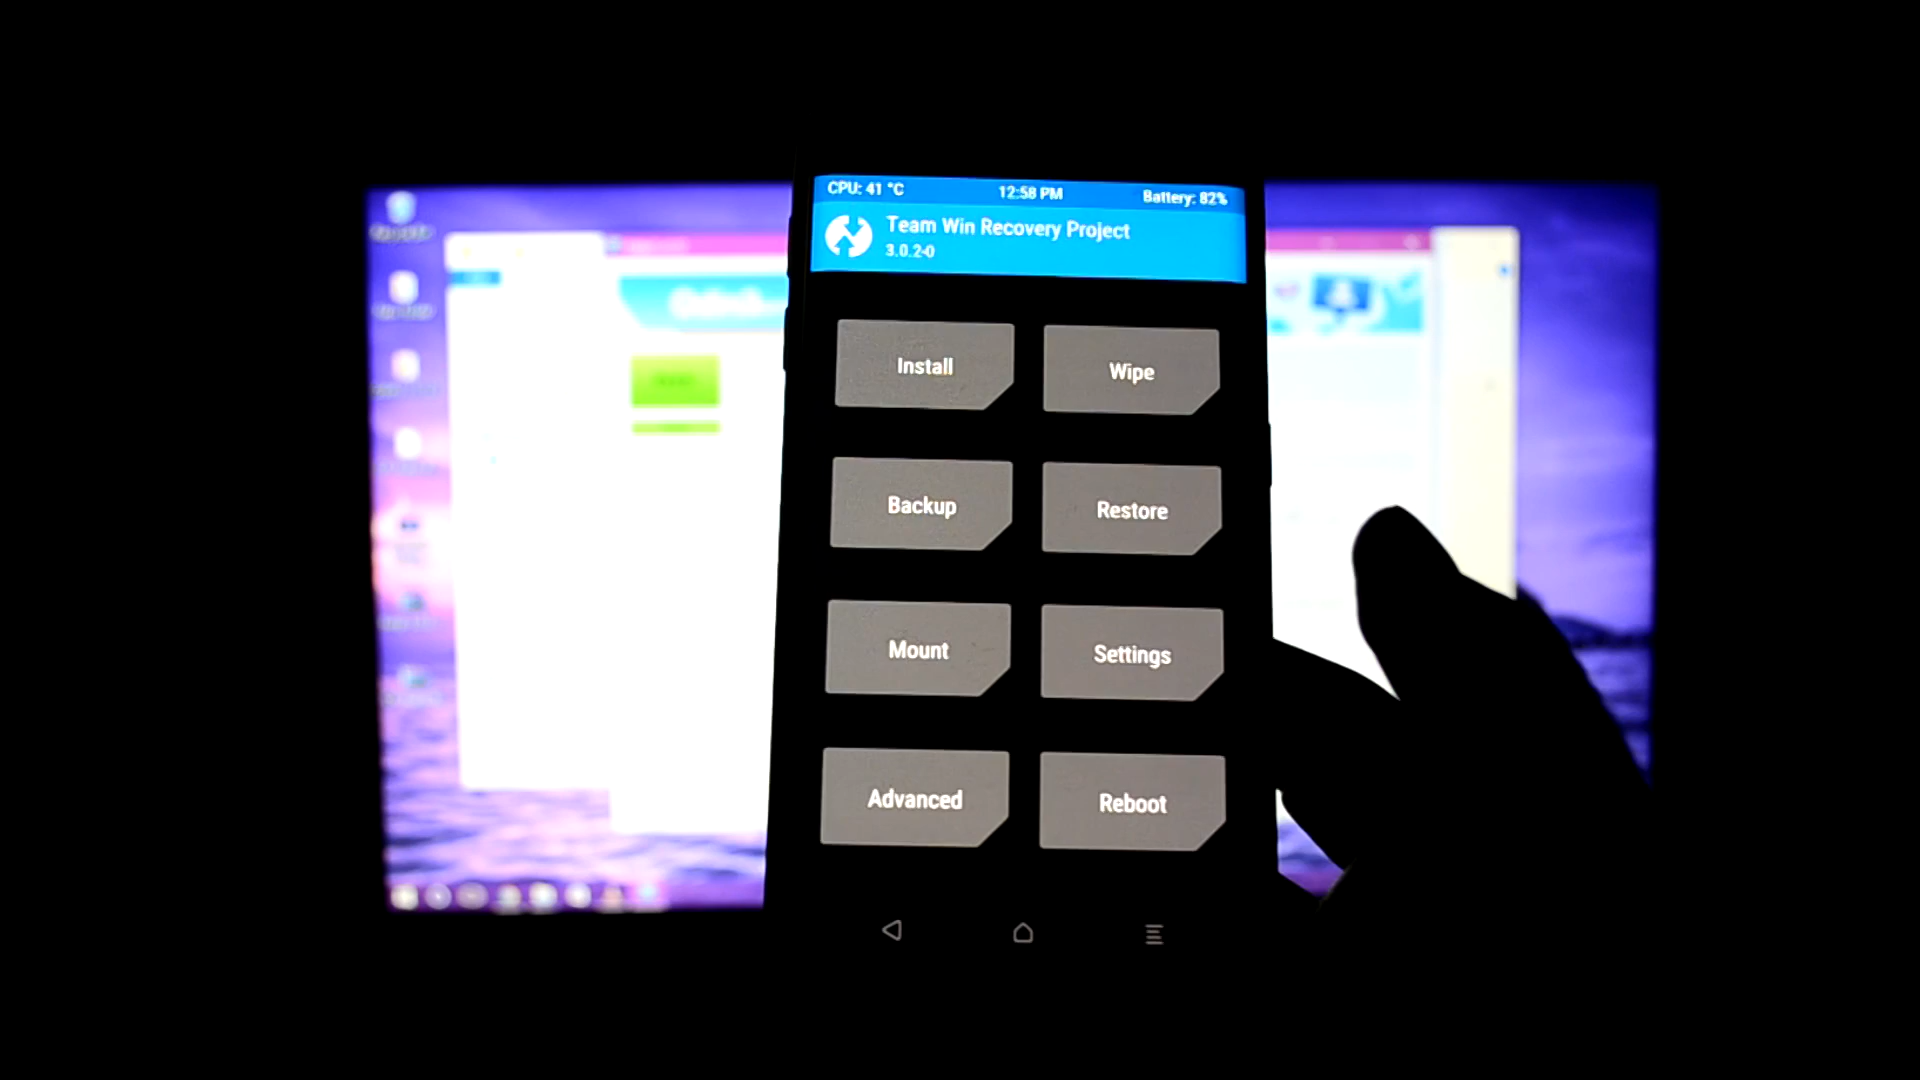 CPU: 41 °C 12:58 PM Battery: 82%
Team Win Recovery Project
3.0.2-0
Install Wipe
Backup Restore
Mount Settings
Advanced Reboot